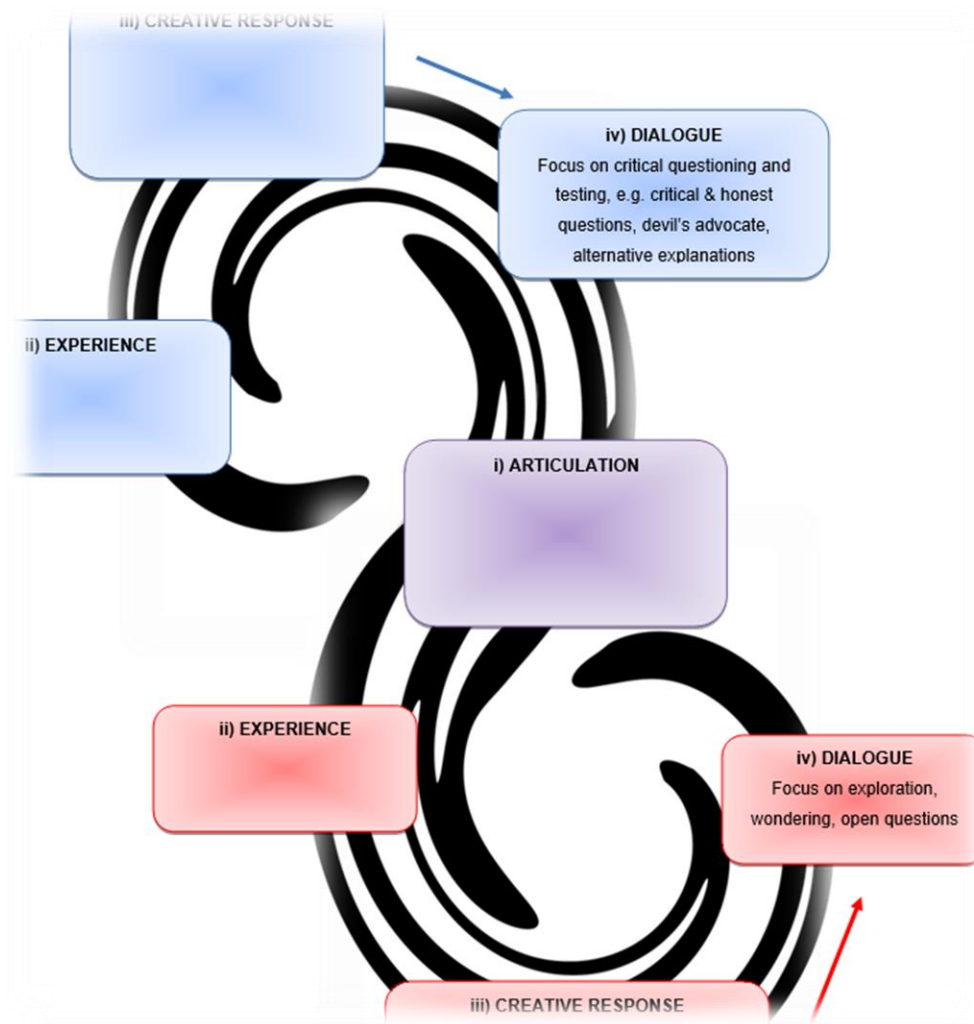 iii) CREATIVE RESPONSE
iv) DIALOGUE
Focus on critical questioning and
testing, e.g. critical & honest
questions, devil's advocate,
alternative explanations
ii) EXPERIENCE
i) ARTICULATION
ii) EXPERIENCE
iv) DIALOGUE
Focus on exploration,
wondering, open questions
iii) CREATIVE RESPONSE